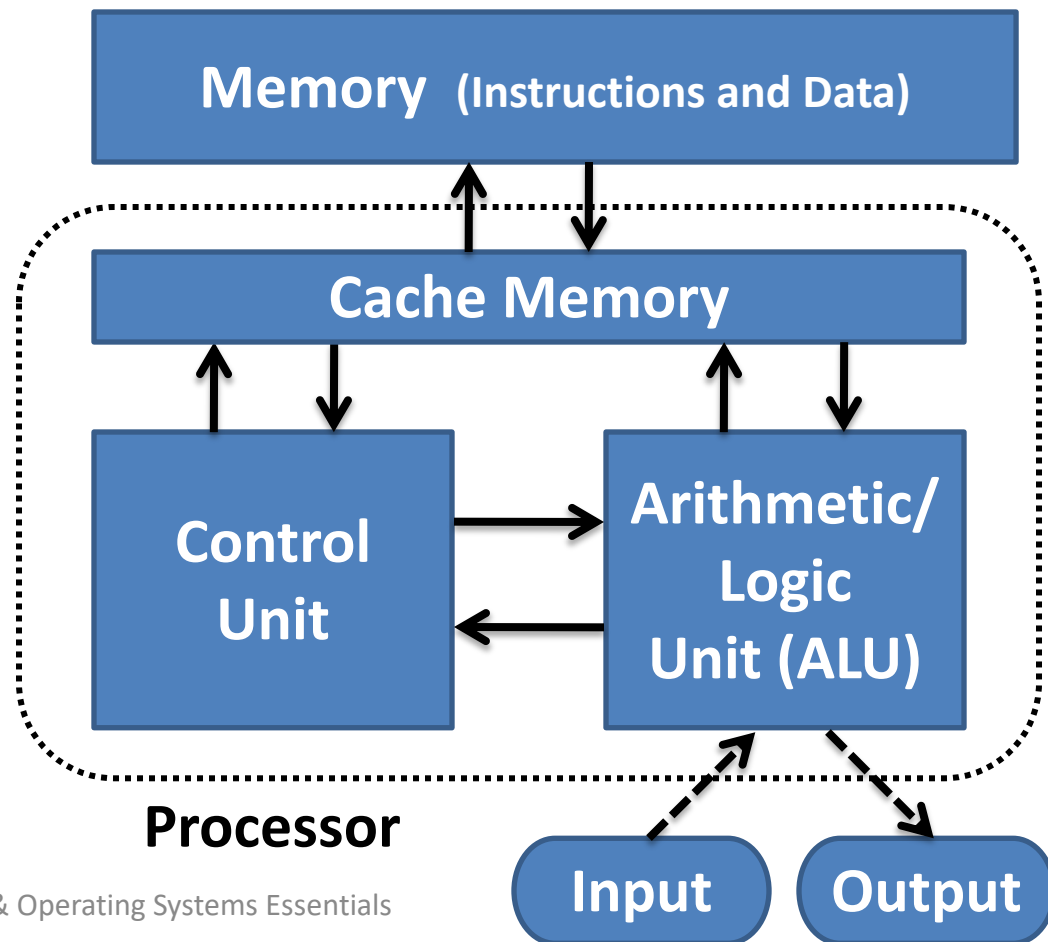 Memory (Instructions and Data)
Cache Memory
Control
Unit
Arithmetic/
Logic
Unit (ALU)
Processor
Input
Output
& Operating Systems Essentials